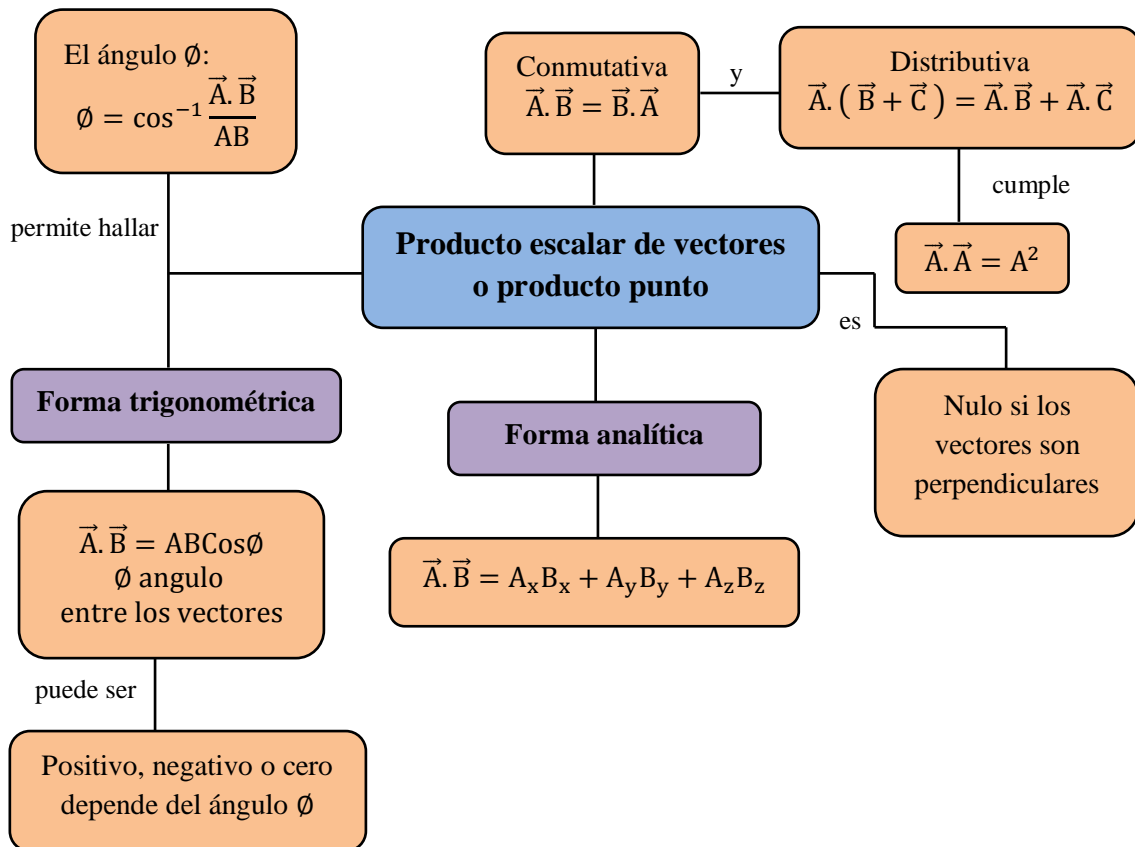 El ángulo ∅:
∅ = cos⁻¹ A⃗.B⃗ / AB
Conmutativa
A⃗.B⃗ = B⃗.A⃗
y
Distributiva
A⃗.( B⃗ + C⃗ ) = A⃗.B⃗ + A⃗.C⃗
cumple
A⃗.A⃗ = A²
permite hallar
Producto escalar de vectores
o producto punto
es
Nulo si los
vectores son
perpendiculares
Forma trigonométrica
Forma analítica
A⃗.B⃗ = ABCos∅
∅ angulo
entre los vectores
A⃗.B⃗ = AₓBₓ + A_yB_y + A_zB_z
puede ser
Positivo, negativo o cero
depende del ángulo ∅